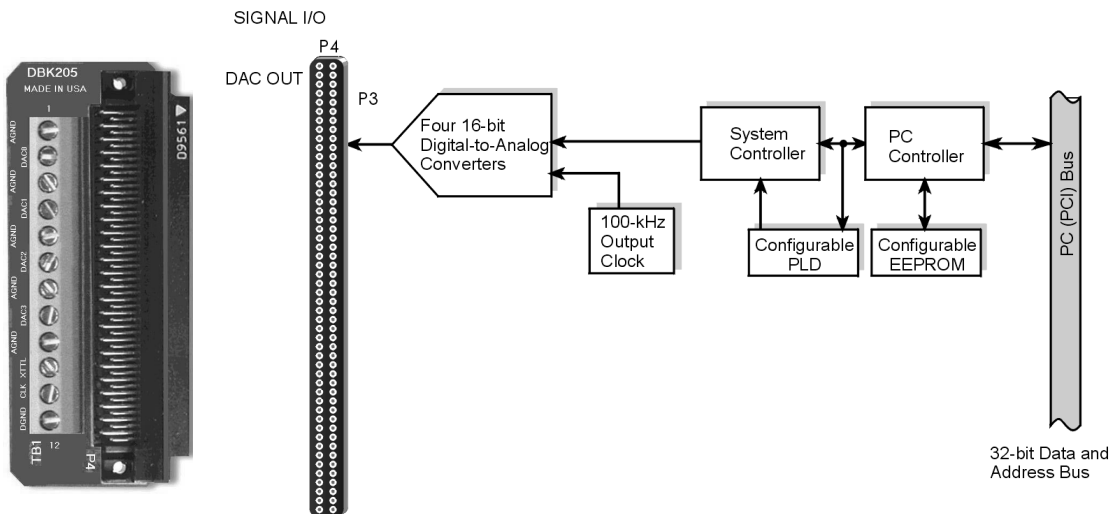 DBK205
MADE IN USA
1
AGND
DAC0
AGND
DAC1
AGND
DAC2
AGND
DAC3
AGND
XTTL
CLK
DGND
TB1
12
P4
D9561
SIGNAL I/O
P4
DAC OUT
P3
Four 16-bit
Digital-to-Analog
Converters
100-kHz
Output
Clock
System
Controller
PC
Controller
Configurable
PLD
Configurable
EEPROM
PC (PCI) Bus
32-bit Data and
Address Bus